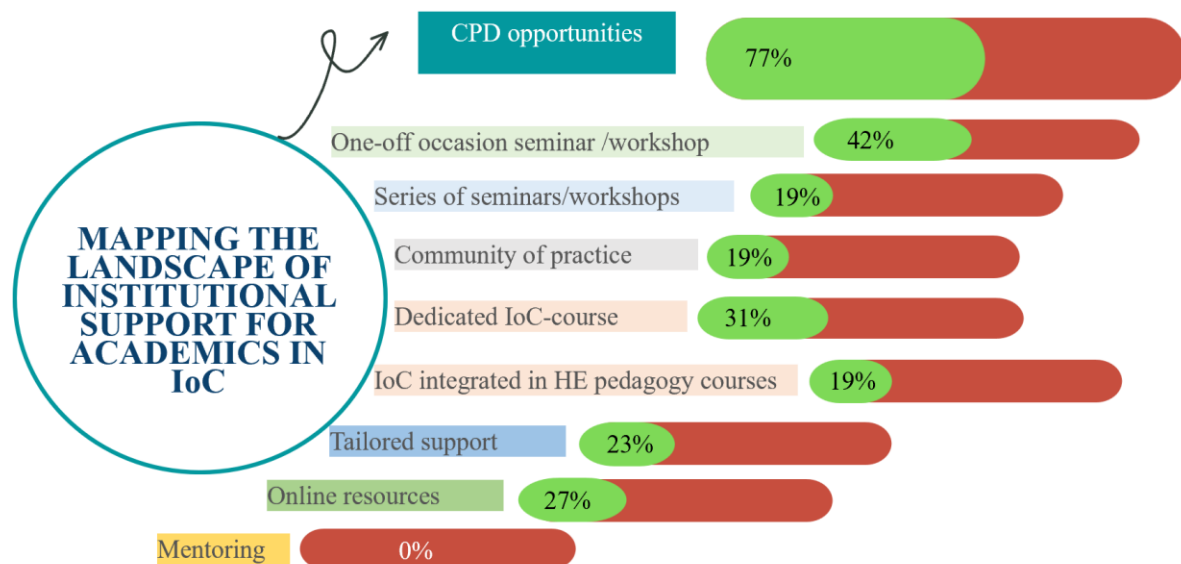 CPD opportunities
77%
One-off occasion seminar /workshop
42%
Series of seminars/workshops
19%
Community of practice
19%
MAPPING THE
LANDSCAPE OF
INSTITUTIONAL
SUPPORT FOR
ACADEMICS IN
IoC
Dedicated IoC-course
31%
IoC integrated in HE pedagogy courses
19%
Tailored support
23%
Online resources
27%
Mentoring
0%